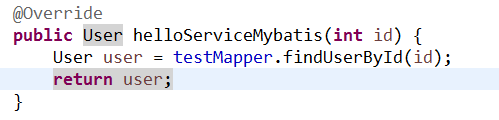 @Override
public User helloServiceMybatis(int id) {
    User user = testMapper.findUserById(id);
    return user;
}